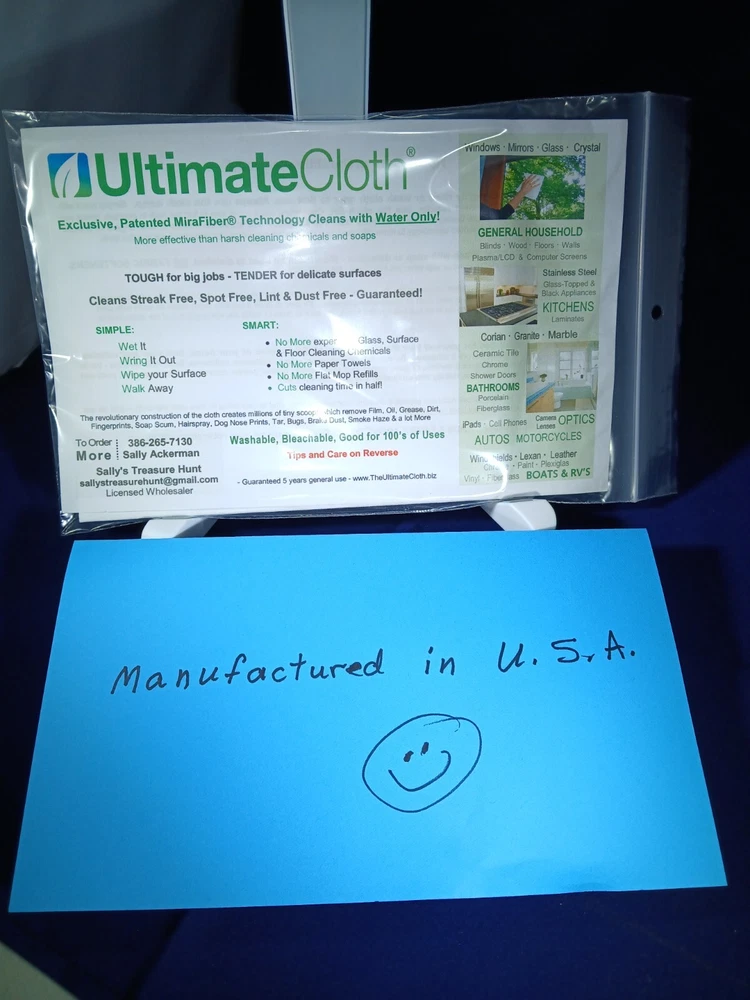 UltimateCloth®
Exclusive, Patented MiraFiber® Technology Cleans with Water Only!
More effective than harsh cleaning chemicals and soaps
TOUGH for big jobs - TENDER for delicate surfaces
Cleans Streak Free, Spot Free, Lint & Dust Free - Guaranteed!
SIMPLE:
Wet It
Wring It Out
Wipe your Surface
Walk Away
SMART:
• No More Glass, Surface
& Floor Cleaning Chemicals
• No More Paper Towels
• No More Flat Mop Refills
• Cuts cleaning time in half!
The revolutionary construction of the cloth creates millions of tiny which remove Film, Oil, Grease, Dirt,
Fingerprints, Soap Scum, Hairspray, Dog Nose Prints, Tar, Bugs, Brake Dust, Smoke Haze & a lot More
To Order
More
386-265-7130
Sally Ackerman
Sally's Treasure Hunt
sallystreasurehunt@gmail.com
Licensed Wholesaler
Washable, Bleachable, Good for 100's of Uses
Tips and Care on Reverse
- Guaranteed 5 years general use - www.TheUltimateCloth.biz
Windows · Mirrors · Glass · Crystal
GENERAL HOUSEHOLD
Blinds · Wood · Floors · Walls
Plasma/LCD & Computer Screens
Stainless Steel
Glass-Topped &
Black Appliances
KITCHENS
Laminates
Corian · Granite · Marble
Ceramic Tile
Chrome
Shower Doors
BATHROOMS
Porcelain
Fiberglass
iPads · Cell Phones
Camera
Lenses
OPTICS
AUTOS MOTORCYCLES
Windshields · Lexan · Leather
· Paint · Plexiglas
Vinyl · Fiberglass BOATS & RV'S
Manufactured in U.S.A.